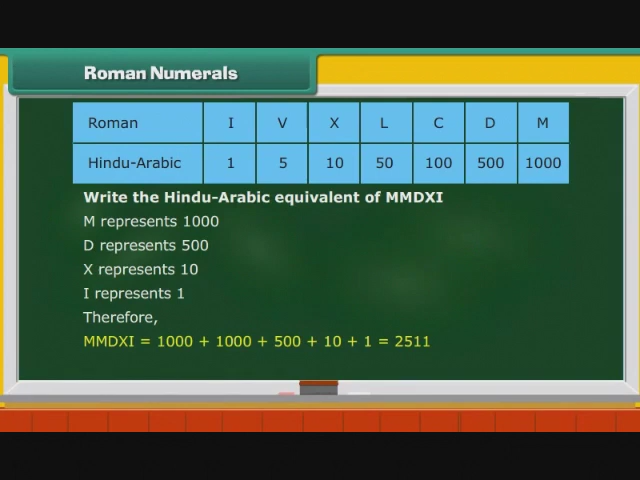 Roman Numerals
Roman I V X L C D M
Hindu-Arabic 1 5 10 50 100 500 1000
Write the Hindu-Arabic equivalent of MMDXI
M represents 1000
D represents 500
X represents 10
I represents 1
Therefore,
MMDXI = 1000 + 1000 + 500 + 10 + 1 = 2511